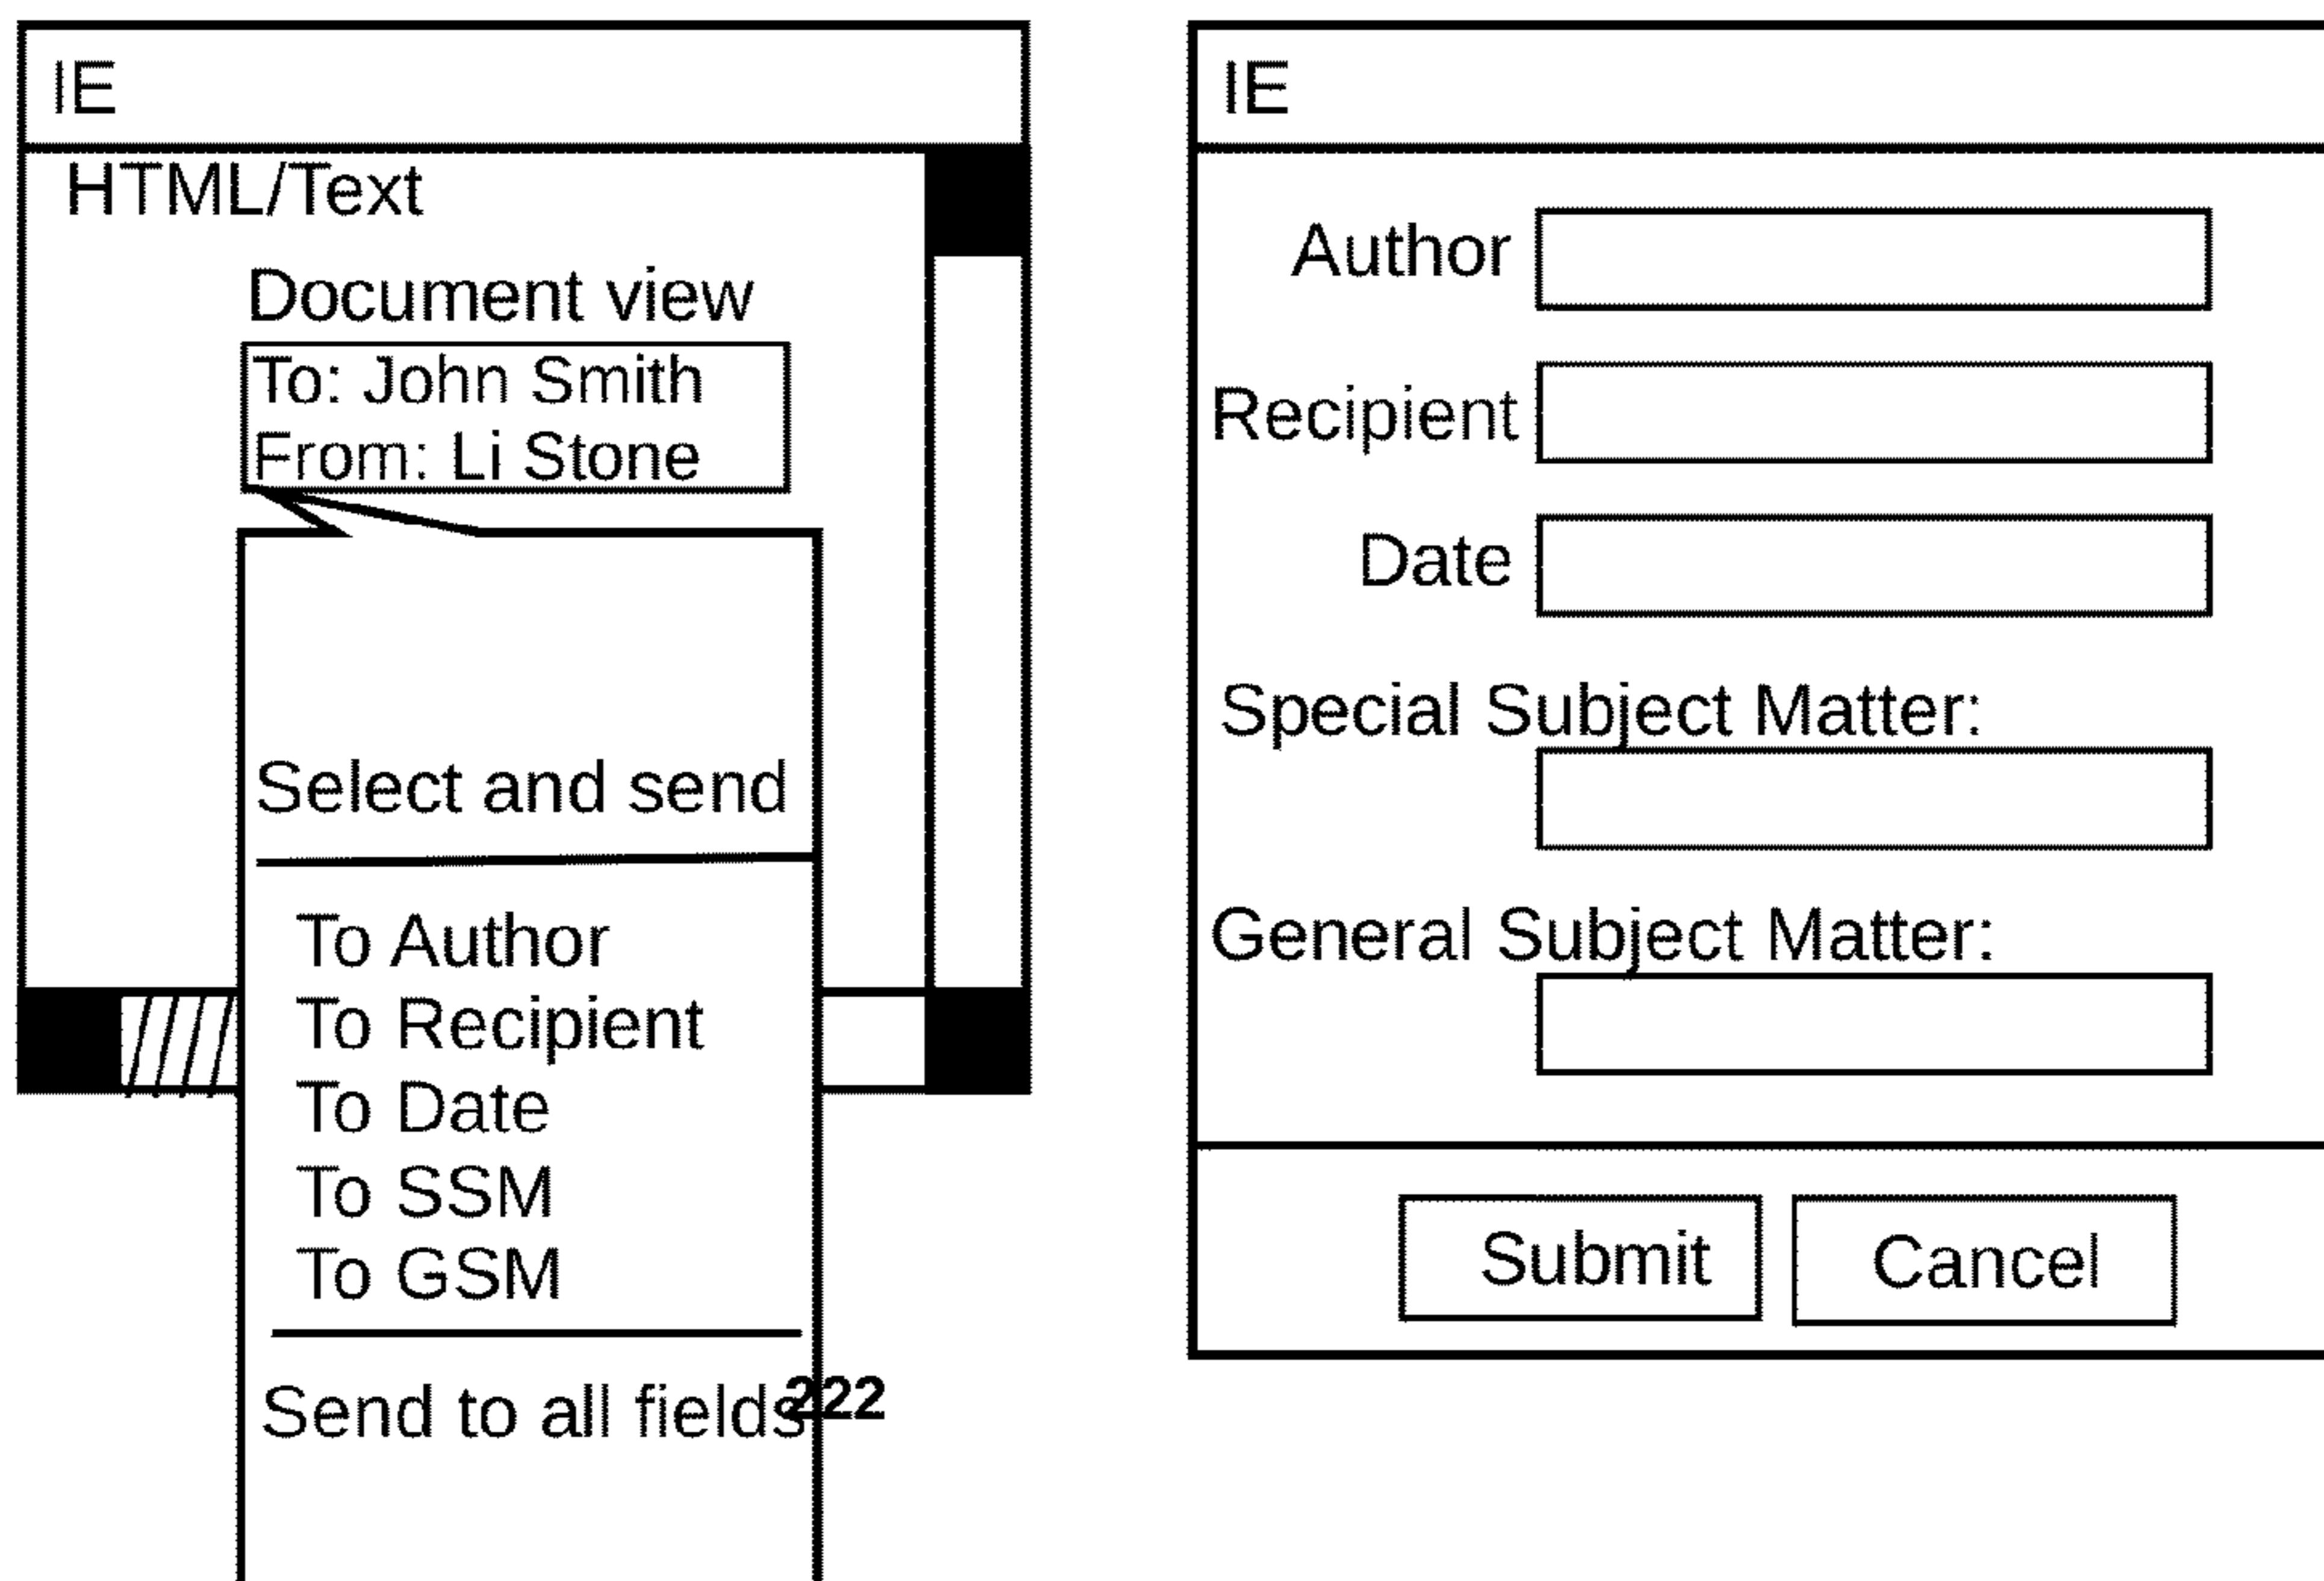 IE
HTML/Text
Document view
To: John Smith
From: Li Stone
Select and send
To Author
To Recipient
To Date
To SSM
To GSM
Send to all fields
222
IE
Author
Recipient
Date
Special Subject Matter:
General Subject Matter:
Submit
Cancel